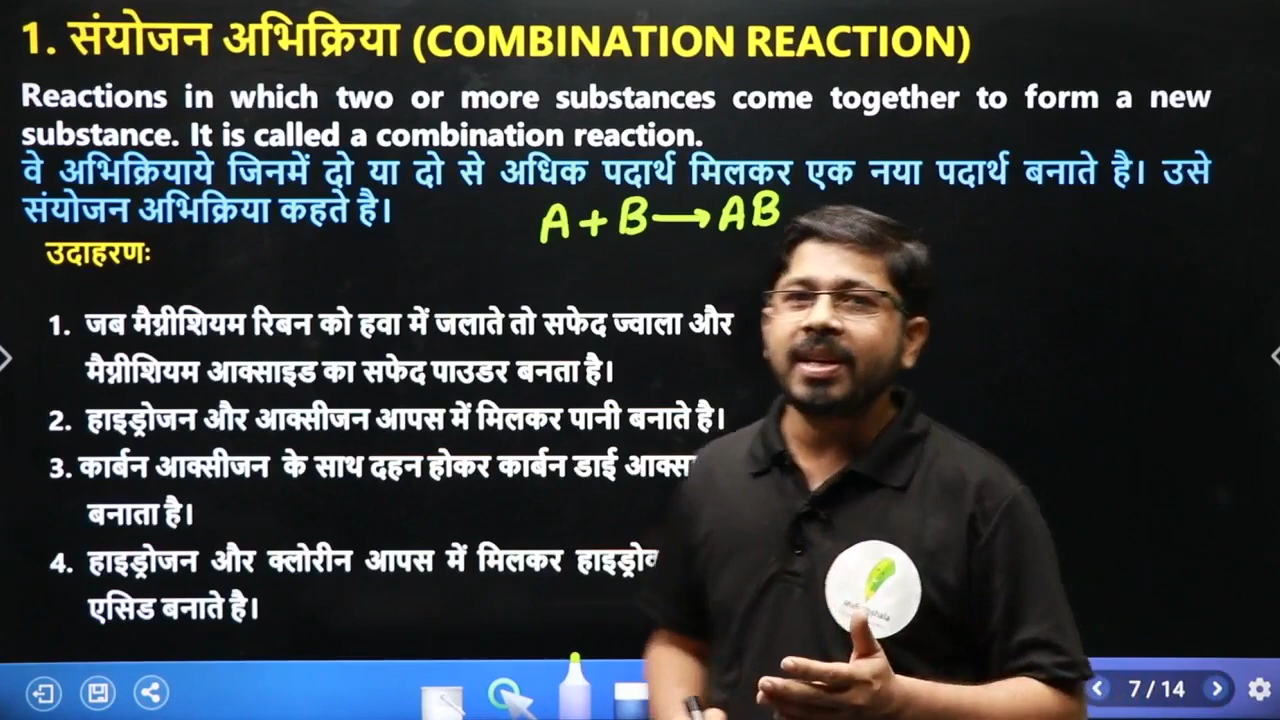 1. संयोजन अभिक्रिया (COMBINATION REACTION)
Reactions in which two or more substances come together to form a new
substance. It is called a combination reaction.
वे अभिक्रियाये जिनमें दो या दो से अधिक पदार्थ मिलकर एक नया पदार्थ बनाते है। उसे
संयोजन अभिक्रिया कहते है।
A + B → AB
उदाहरणः
1. जब मैग्नीशियम रिबन को हवा में जलाते तो सफेद ज्वाला और
मैग्नीशियम आक्साइड का सफेद पाउडर बनता है।
2. हाइड्रोजन और आक्सीजन आपस में मिलकर पानी बनाते है।
3. कार्बन आक्सीजन के साथ दहन होकर कार्बन डाई
बनाता है।
4. हाइड्रोजन और क्लोरीन आपस में मिलकर
एसिड बनाते है।
7 / 14